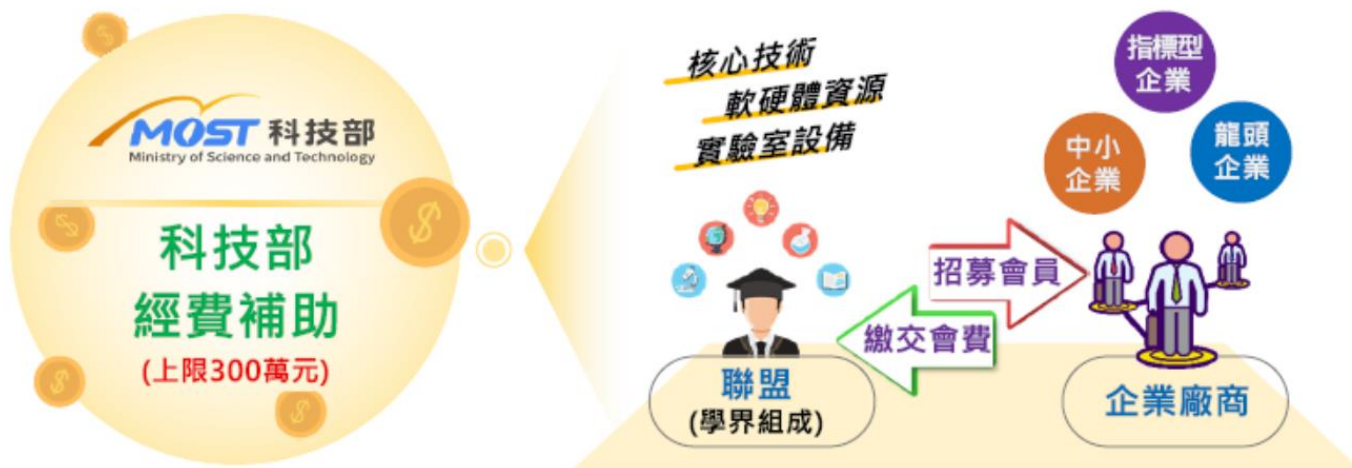 MOST 科技部
Ministry of Science and Technology
科技部
經費補助
(上限300萬元)
核心技術
軟硬體資源
實驗室設備
指標型
企業
中小
企業
龍頭
企業
招募會員
繳交會費
聯盟
(學界組成)
企業廠商